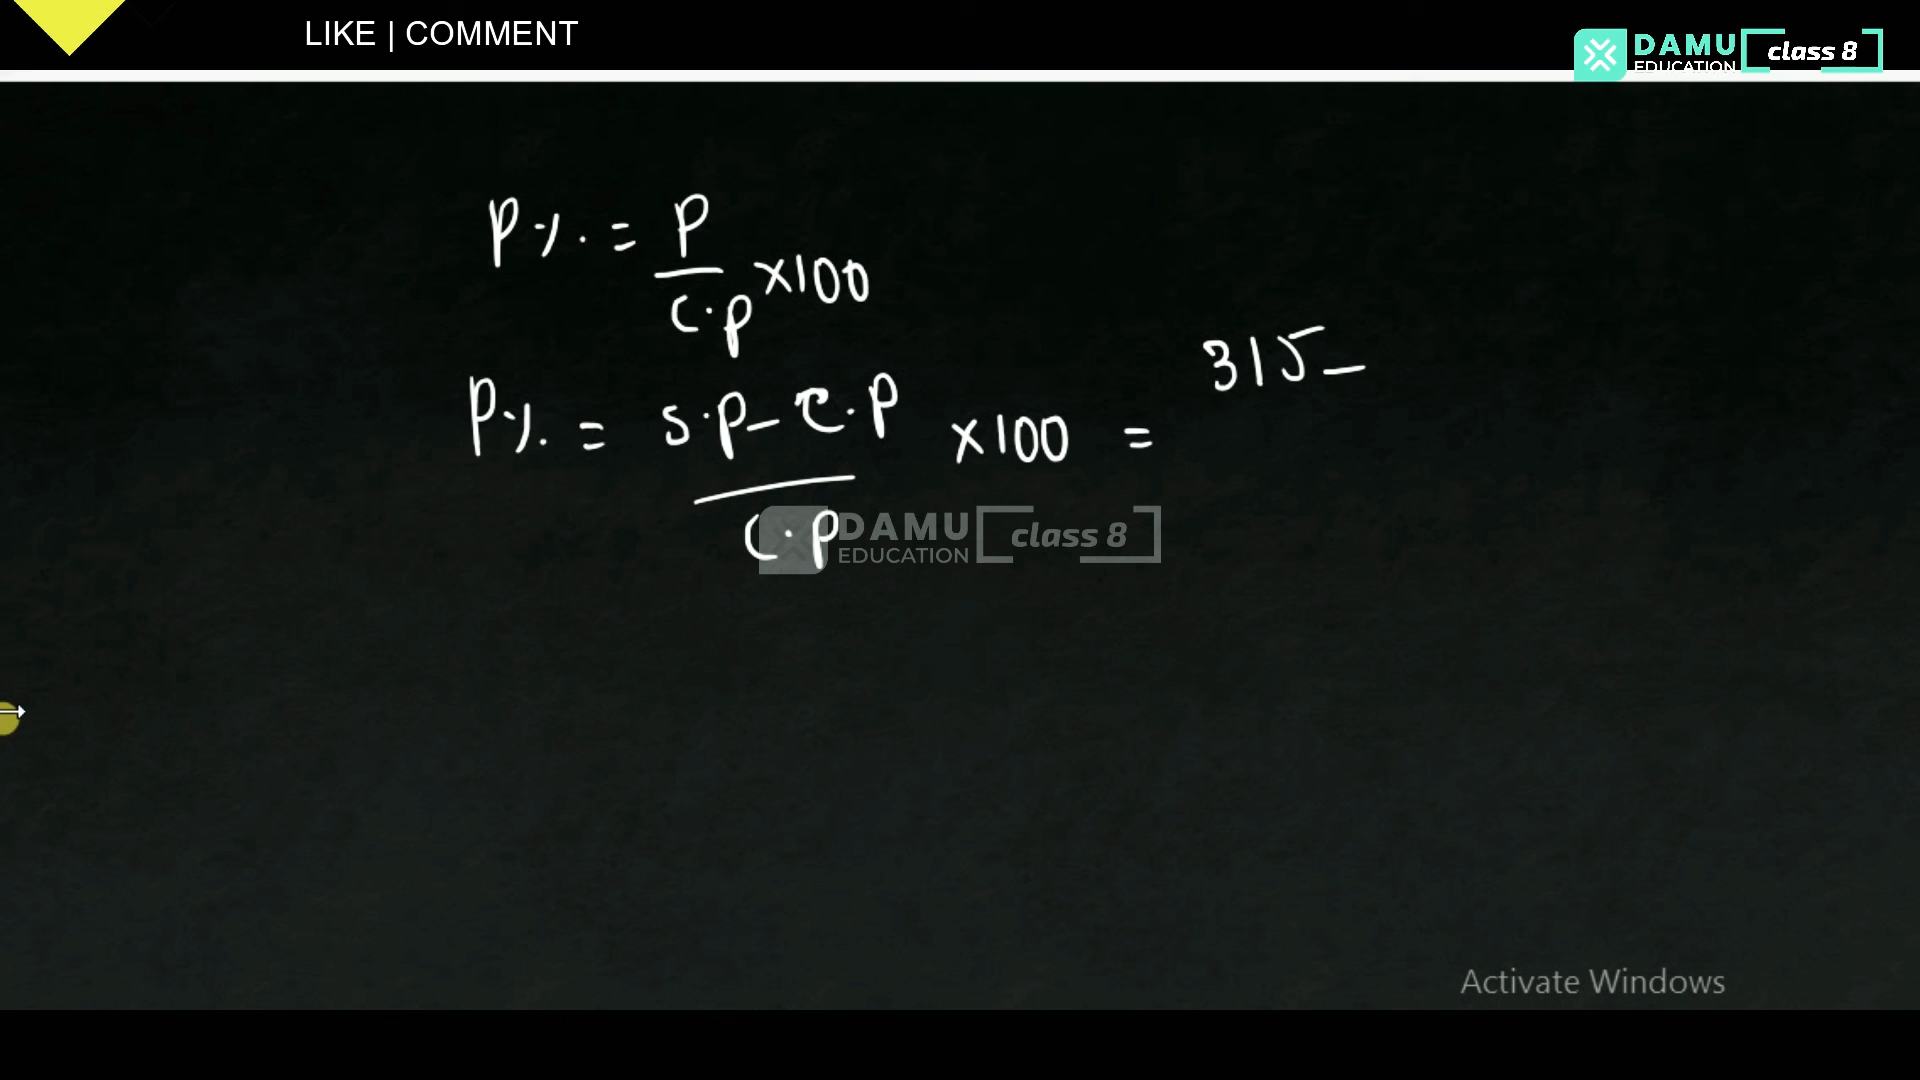 LIKE | COMMENT
DAMU EDUCATION class 8
P%. = P / C.P ×100
P%. = S.P - C.P / C.P ×100 = 315 -
DAMU EDUCATION class 8
Activate Windows